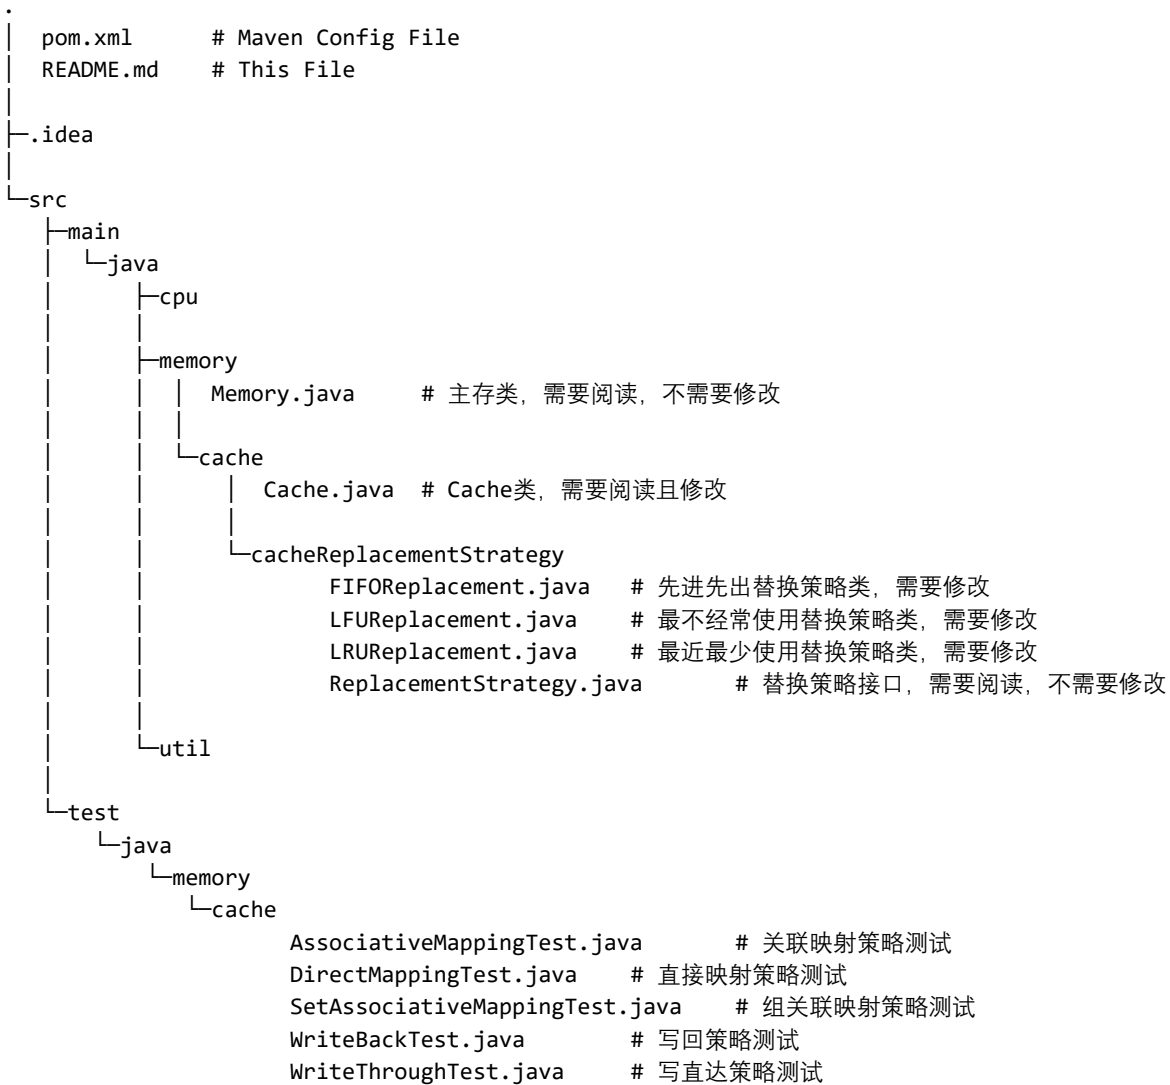 .
│  pom.xml      # Maven Config File
│  README.md    # This File
│
├─.idea
│
└─src
   ├─main
   │  └─java
   │      ├─cpu
   │      │
   │      ├─memory
   │      │  │  Memory.java     # 主存类，需要阅读，不需要修改
   │      │  │
   │      │  └─cache
   │      │      │  Cache.java  # Cache类，需要阅读且修改
   │      │      │
   │      │      └─cacheReplacementStrategy
   │      │              FIFOReplacement.java   # 先进先出替换策略类，需要修改
   │      │              LFUReplacement.java    # 最不经常使用替换策略类，需要修改
   │      │              LRUReplacement.java    # 最近最少使用替换策略类，需要修改
   │      │              ReplacementStrategy.java       # 替换策略接口，需要阅读，不需要修改
   │      │
   │      └─util
   │
   └─test
       └─java
           └─memory
              └─cache
                      AssociativeMappingTest.java       # 关联映射策略测试
                      DirectMappingTest.java    # 直接映射策略测试
                      SetAssociativeMappingTest.java    # 组关联映射策略测试
                      WriteBackTest.java        # 写回策略测试
                      WriteThroughTest.java     # 写直达策略测试